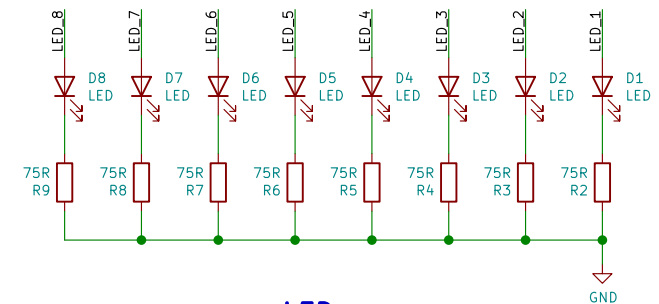 LED_8 LED_7 LED_6 LED_5 LED_4 LED_3 LED_2 LED_1
D8 D7 D6 D5 D4 D3 D2 D1
LED LED LED LED LED LED LED LED
75R 75R 75R 75R 75R 75R 75R 75R
R9 R8 R7 R6 R5 R4 R3 R2
GND